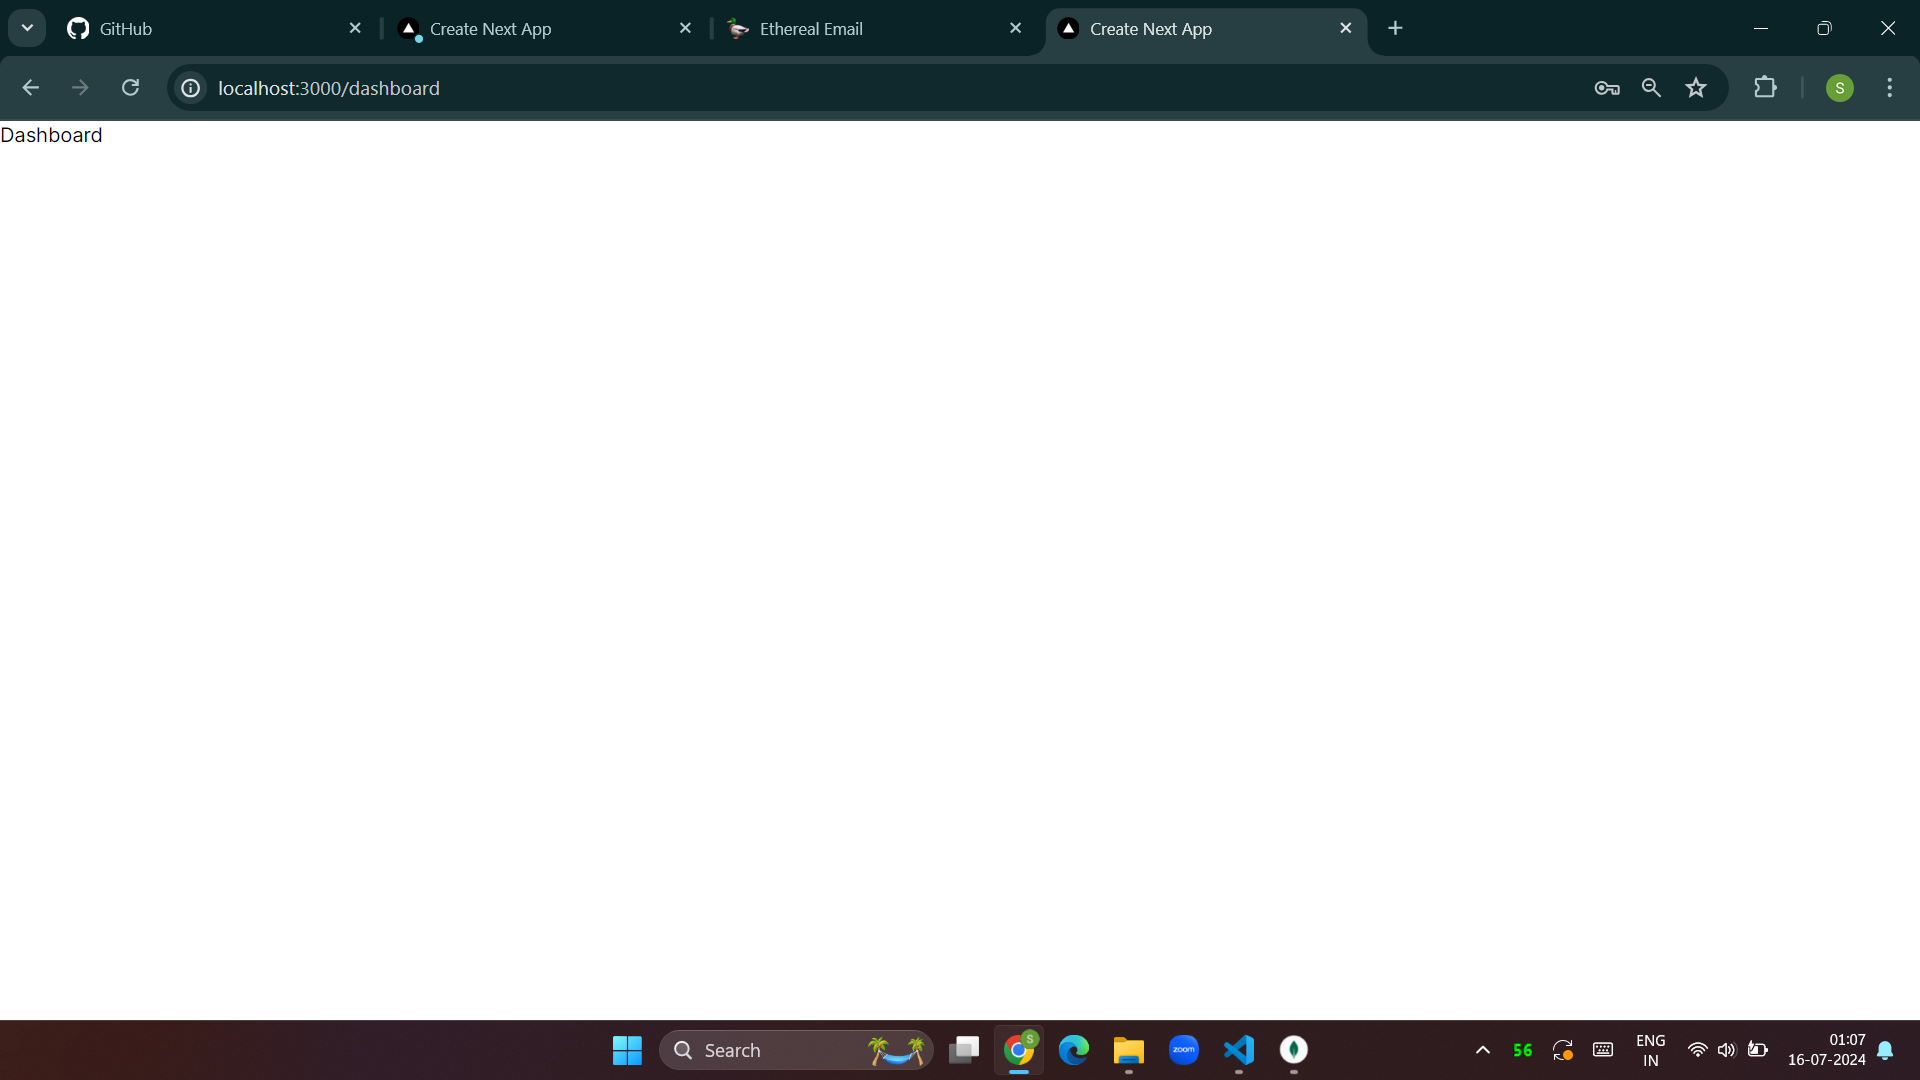 GitHub
Create Next App
Ethereal Email
Create Next App
localhost:3000/dashboard
S
Dashboard
Search
S
zoom
56
ENG
IN
01:07
16-07-2024